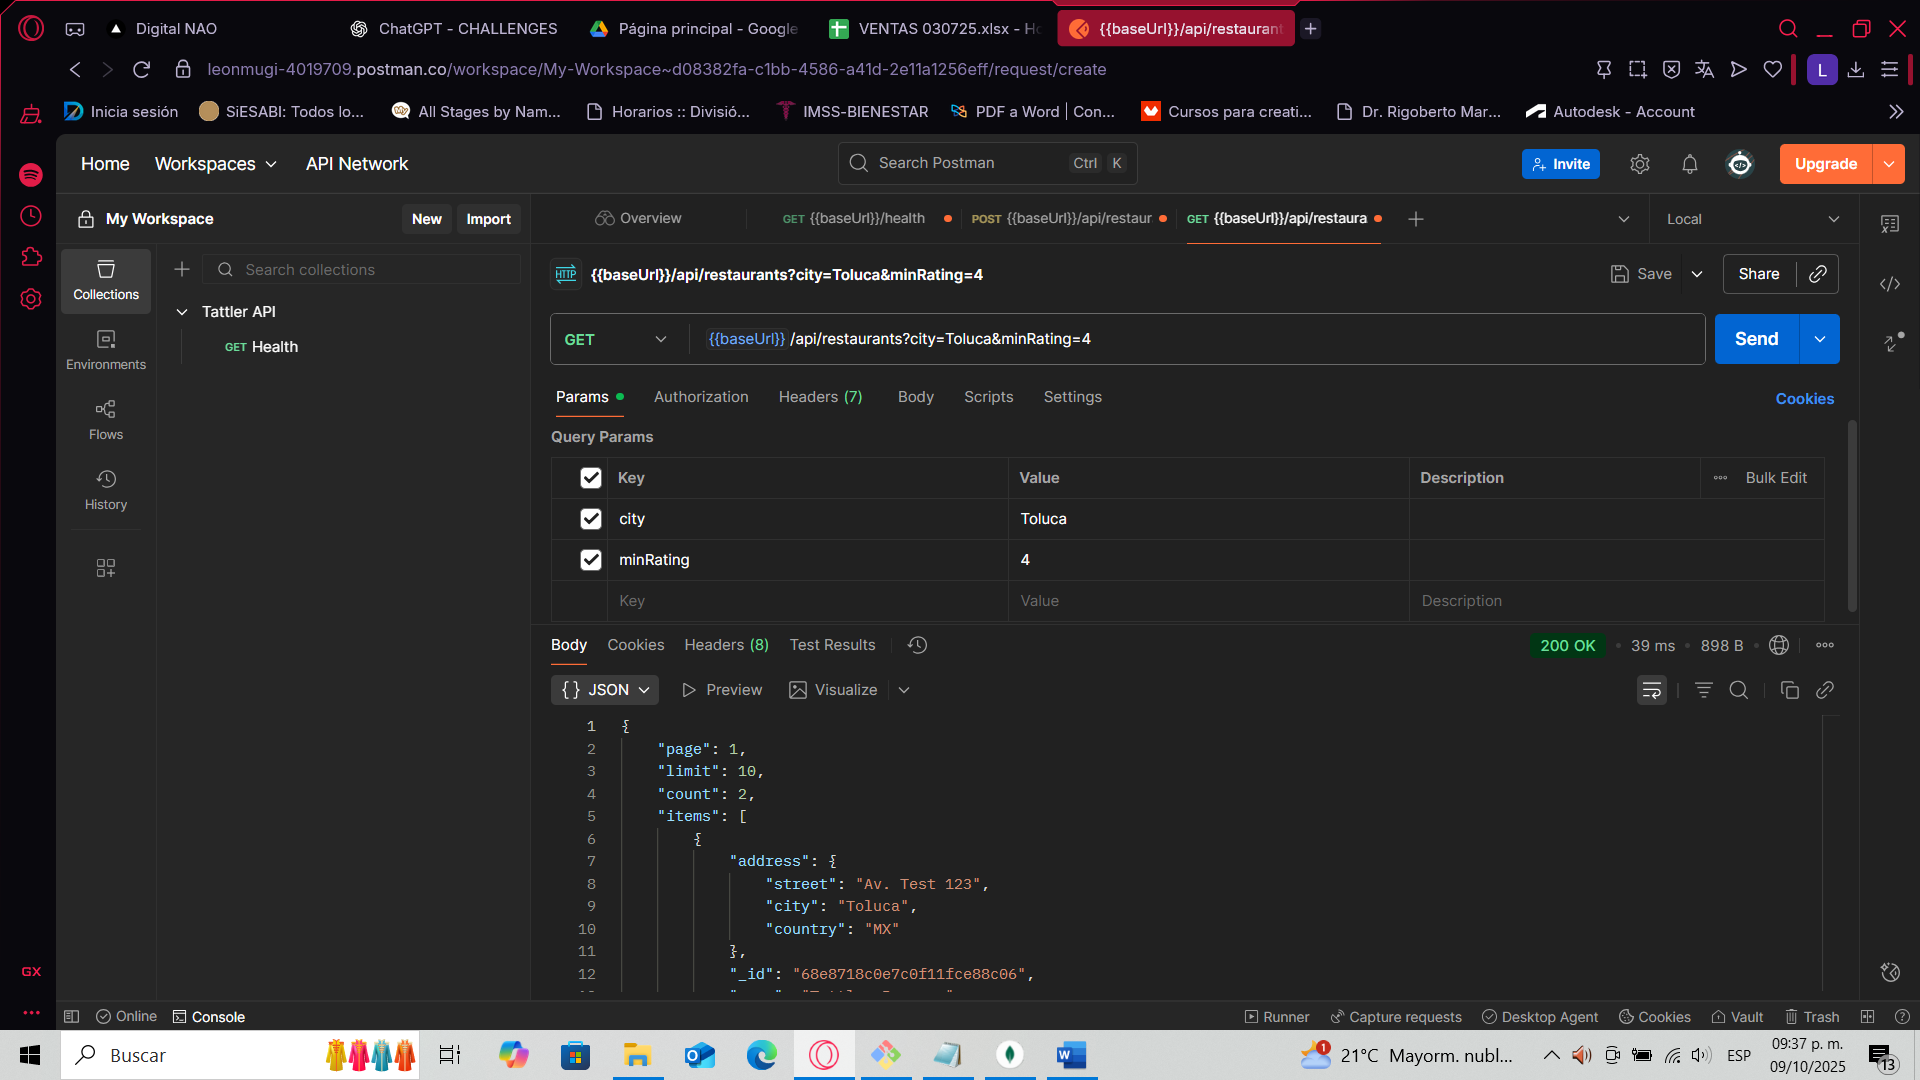 Digital NAO
ChatGPT - CHALLENGES
Página principal - Google
VENTAS 030725.xlsx - Ho
{{baseUrl}}/api/restaurant
leonmugi-4019709.postman.co/workspace/My-Workspace~d08382fa-c1bb-4586-a41d-2e11a1256eff/request/create
L
Inicia sesión
SiESABI: Todos lo...
All Stages by Nam...
Horarios :: Divisió...
IMSS-BIENESTAR
PDF a Word | Con...
Cursos para creati...
Dr. Rigoberto Mar...
Autodesk - Account
Home
Workspaces
API Network
Search Postman
Ctrl K
Invite
Upgrade
My Workspace
New
Import
Overview
GET {{baseUrl}}/health
POST {{baseUrl}}/api/restaur
GET {{baseUrl}}/api/restaura
Local
Collections
Environments
Flows
History
Search collections
Tattler API
GET Health
HTTP {{baseUrl}}/api/restaurants?city=Toluca&minRating=4
Save
Share
GET
{{baseUrl}} /api/restaurants?city=Toluca&minRating=4
Send
Params
Authorization
Headers (7)
Body
Scripts
Settings
Cookies
Query Params
Key Value Description Bulk Edit
city Toluca
minRating 4
Key Value Description
Body
Cookies
Headers (8)
Test Results
200 OK
39 ms
898 B
{} JSON
Preview
Visualize
1 {
2 "page": 1,
3 "limit": 10,
4 "count": 2,
5 "items": [
6 {
7 "address": {
8 "street": "Av. Test 123",
9 "city": "Toluca",
10 "country": "MX"
11 },
12 "_id": "68e8718c0e7c0f11fce88c06",
GX
Online
Console
Runner
Capture requests
Desktop Agent
Cookies
Vault
Trash
Buscar
1
21°C Mayorm. nubl...
ESP
09:37 p. m.
09/10/2025
13